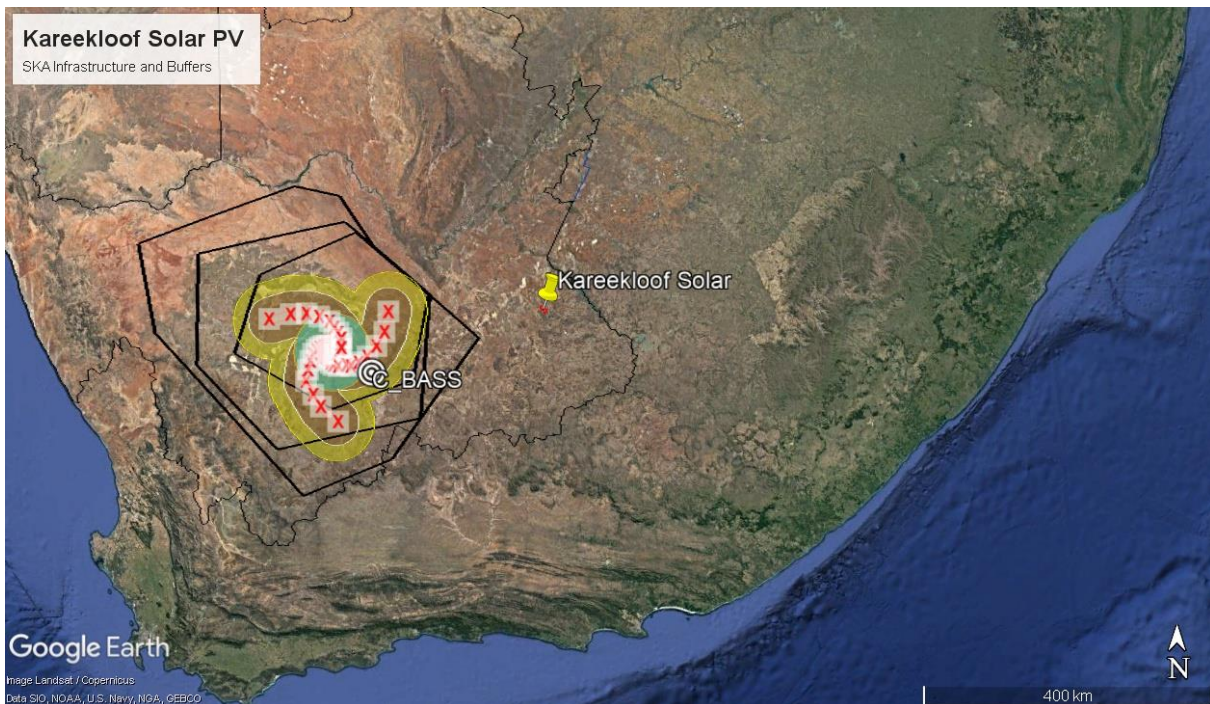 Kareekloof Solar PV
SKA Infrastructure and Buffers
Kareekloof Solar
C_BASS
Google Earth
Image Landsat / Copernicus
Data SIO, NOAA, U.S. Navy, NGA, GEBCO
N
400 km